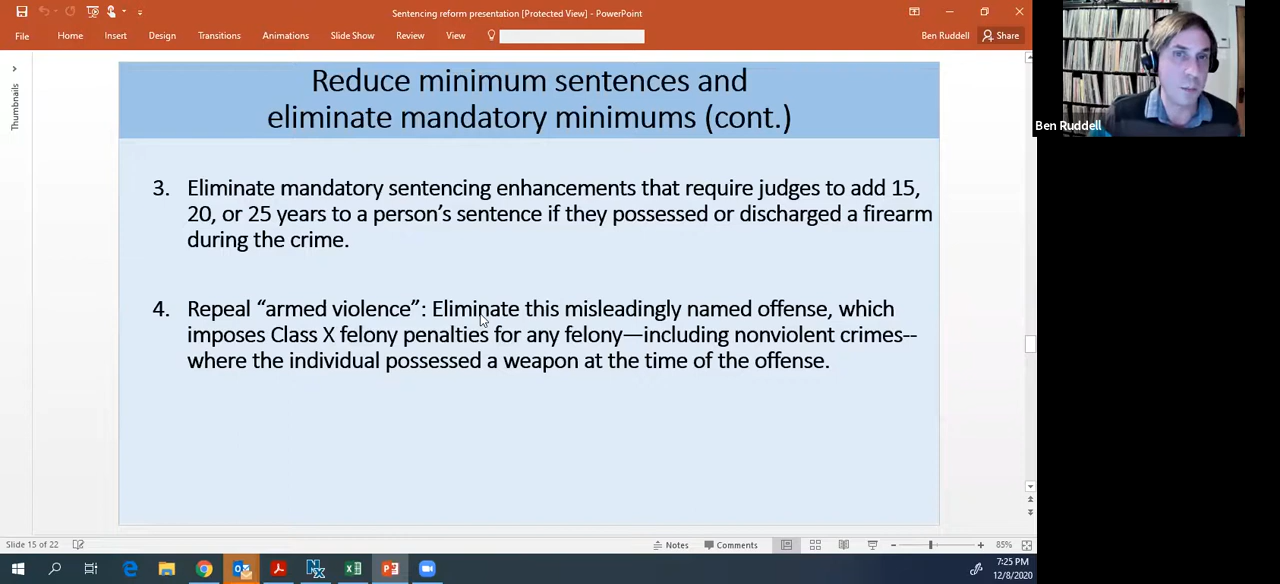 Sentencing reform presentation [Protected View] - PowerPoint
File Home Insert Design Transitions Animations Slide Show Review View Ben Ruddell Share
Thumbnails
Reduce minimum sentences and
eliminate mandatory minimums (cont.)
3. Eliminate mandatory sentencing enhancements that require judges to add 15,
20, or 25 years to a person's sentence if they possessed or discharged a firearm
during the crime.
4. Repeal “armed violence”: Eliminate this misleadingly named offense, which
imposes Class X felony penalties for any felony—including nonviolent crimes--
where the individual possessed a weapon at the time of the offense.
Ben Ruddell
Slide 15 of 22 Notes Comments 85%
7:25 PM
12/8/2020